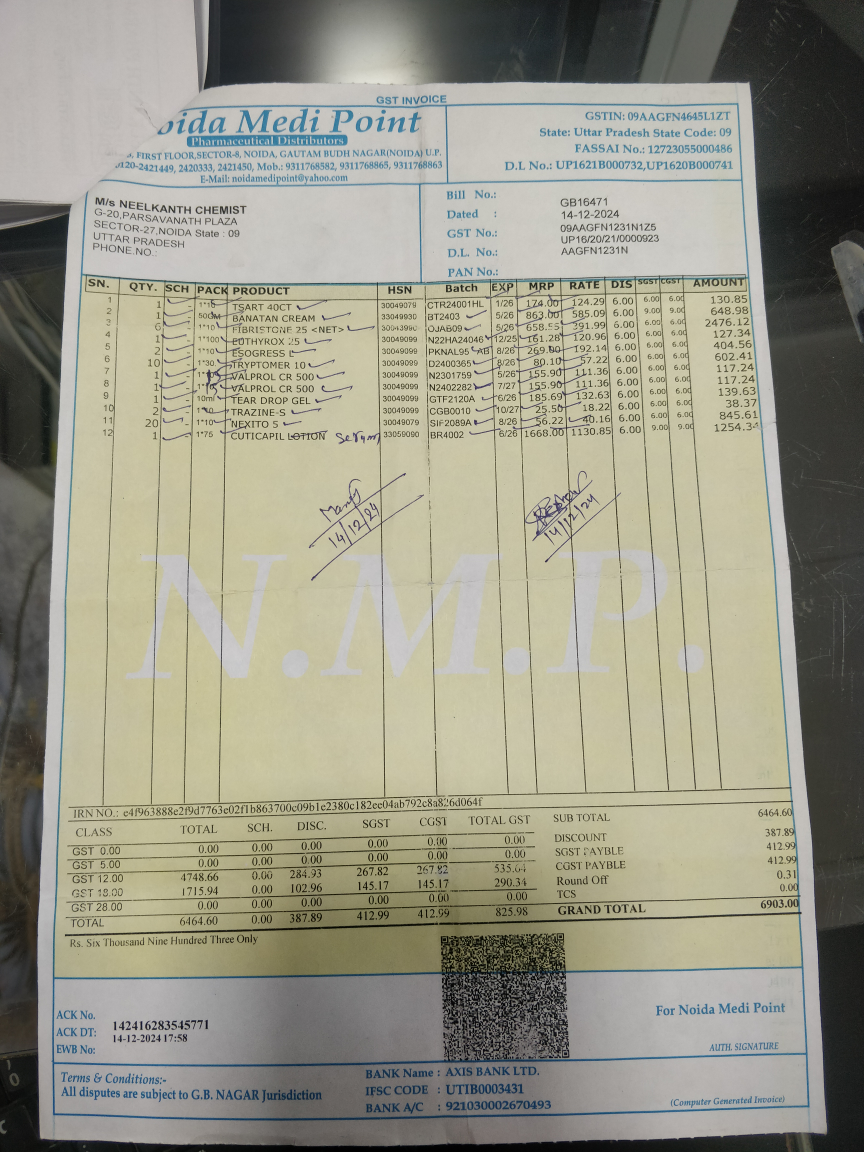 GST INVOICE
oida Medi Point
Pharmaceutical Distributors
FIRST FLOOR,SECTOR-8, NOIDA, GAUTAM BUDH NAGAR(NOIDA) U.P.
0120-2421449, 2420333, 2421450, Mob.: 9311768582, 9311768865, 9311768863
E-Mail: noidamedipoint@yahoo.com
GSTIN: 09AAGFN4645L1ZT
State: Uttar Pradesh State Code: 09
FASSAI No.: 12723055000486
D.L No.: UP1621B000732,UP1620B000741
M/s NEELKANTH CHEMIST
G-20,PARSAVANATH PLAZA
SECTOR-27,NOIDA State : 09
UTTAR PRADESH
PHONE.NO.:
Bill No.: GB16471
Dated : 14-12-2024
GST No.: 09AAGFN1231N1Z5
D.L. No.: UP16/20/21/0000923
PAN No.: AAGFN1231N
SN. QTY. SCH PACK PRODUCT HSN Batch EXP MRP RATE DIS SGST CGST AMOUNT
1 1 1*10 TSART 40CT 30049079 CTR24001HL 1/26 174.00 124.29 6.00 6.00 6.00 130.85
2 1 50GM BANATAN CREAM 33049930 BT2403 5/26 863.00 585.09 6.00 9.00 9.00 648.98
3 6 1*10 FIBRISTONE 25 <NET> 30043990 OJAB09 5/26 658.55 391.99 6.00 6.00 6.00 2476.12
4 1 1*100 EUTHYROX 25 30049099 N22HA24046 12/25 161.28 120.96 6.00 6.00 6.00 127.34
5 2 1*10 ESOGRESS L 30049099 PKNAL95 AB 8/26 269.00 192.14 6.00 6.00 6.00 404.56
6 10 1*30 TRYPTOMER 10 30049099 D2400365 8/26 80.10 57.22 6.00 6.00 6.00 602.41
7 1 VALPROL CR 500 30049099 N2301759 5/26 155.90 111.36 6.00 6.00 6.00 117.24
8 1 VALPROL CR 500 30049099 N2402282 7/27 155.90 111.36 6.00 6.00 6.00 117.24
9 1 10ml TEAR DROP GEL 30049099 GTF2120A 6/26 185.69 132.63 6.00 6.00 6.00 139.63
10 2 1*10 TRAZINE-S 30049099 CGB0010 10/27 25.50 18.22 6.00 6.00 6.00 38.37
11 20 1*10 NEXITO 5 30049079 SIF2089A 8/26 56.22 40.16 6.00 6.00 6.00 845.61
12 1 1*75 CUTICAPIL LOTION Serum 33059090 BR4002 6/26 1668.00 1130.85 6.00 9.00 9.00 1254.34
14/12/24
14/12/24
N.M.P.
IRN NO.: e4f963888e2f9d7763e02f1b863700c09b1e2380c182ee04ab792c8a826d064f
CLASS TOTAL SCH. DISC. SGST CGST TOTAL GST
GST 0.00 0.00 0.00 0.00 0.00 0.00 0.00
GST 5.00 0.00 0.00 0.00 0.00 0.00 0.00
GST 12.00 4748.66 0.00 284.93 267.82 267.82 535.64
GST 18.00 1715.94 0.00 102.96 145.17 145.17 290.34
GST 28.00 0.00 0.00 0.00 0.00 0.00 0.00
TOTAL 6464.60 0.00 387.89 412.99 412.99 825.98
SUB TOTAL 6464.60
DISCOUNT 387.89
SGST PAYBLE 412.99
CGST PAYBLE 412.99
Round Off 0.31
TCS 0.00
GRAND TOTAL 6903.00
Rs. Six Thousand Nine Hundred Three Only
ACK No. 142416283545771
ACK DT: 14-12-2024 17:58
EWB No:
For Noida Medi Point
AUTH. SIGNATURE
Terms & Conditions:-
All disputes are subject to G.B. NAGAR Jurisdiction
BANK Name : AXIS BANK LTD.
IFSC CODE : UTIB0003431
BANK A/C : 921030002670493
(Computer Generated Invoice)